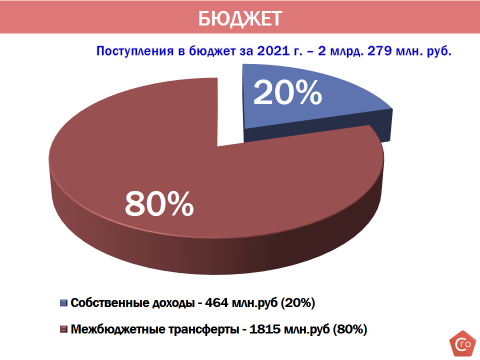 БЮДЖЕТ
Поступления в бюджет за 2021 г. – 2 млрд. 279 млн. руб.
20%
80%
Собственные доходы - 464 млн.руб (20%)
Межбюджетные трансферты - 1815 млн.руб (80%)
СГО